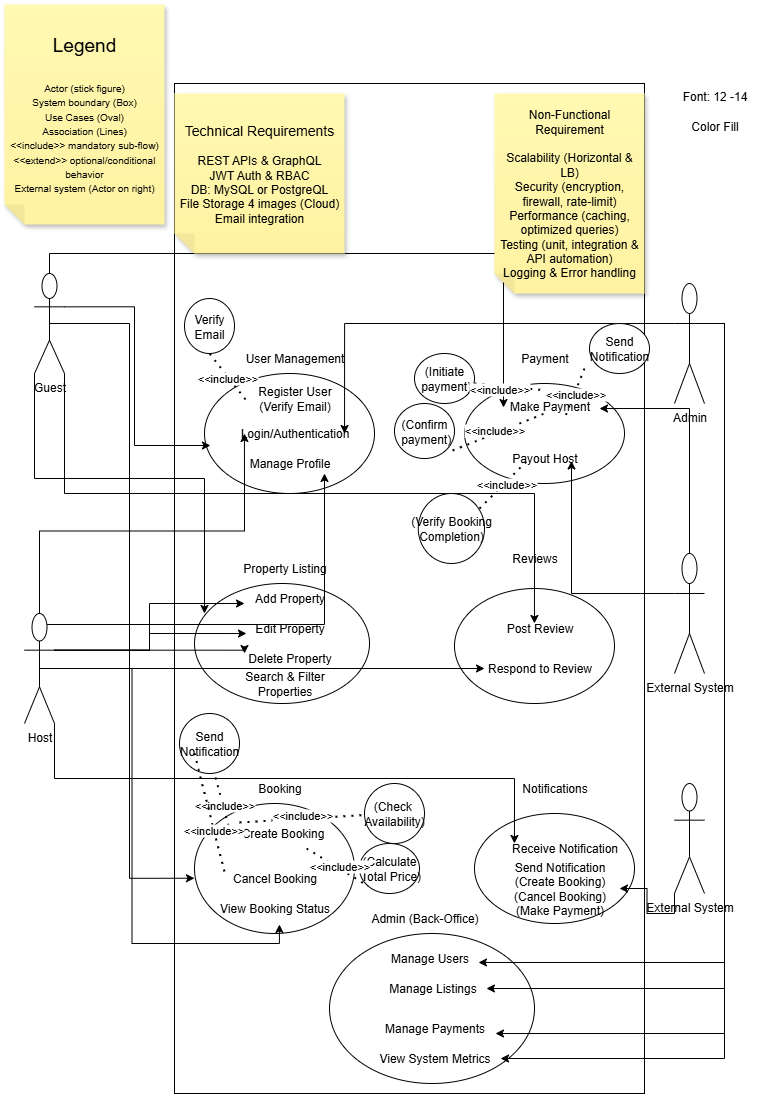 Legend
Actor (stick figure)
System boundary (Box)
Use Cases (Oval)
Association (Lines)
<<include>> mandatory sub-flow)
<<extend>> optional/conditional
behavior
External system (Actor on right)
Technical Requirements
REST APIs & GraphQL
JWT Auth & RBAC
DB: MySQL or PostgreQL
File Storage 4 images (Cloud)
Email integration
Non-Functional
Requirement
Scalability (Horizontal &
LB)
Security (encryption,
firewall, rate-limit)
Performance (caching,
optimized queries)
Testing (unit, integration &
API automation)
Logging & Error handling
Font: 12 -14
Color Fill
Guest
Host
Admin
External System
External System
Verify
Email
<<include>>
User Management
Register User
(Verify Email)
Login/Authentication
Manage Profile
Payment
Send
Notification
(Initiate
payment)
<<include>>
<<include>>
Make Payment
(Confirm
payment)
<<include>>
Payout Host
<<include>>
(Verify Booking
Completion)
Property Listing
Add Property
Edit Property
Delete Property
Search & Filter
Properties
Reviews
Post Review
Respond to Review
Send
Notification
Booking
<<include>>
<<include>>
<<include>>
(Check
Availability)
Create Booking
<<include>>
(Calculate
Total Price)
Cancel Booking
View Booking Status
Notifications
Receive Notification
Send Notification
(Create Booking)
(Cancel Booking)
(Make Payment)
Admin (Back-Office)
Manage Users
Manage Listings
Manage Payments
View System Metrics